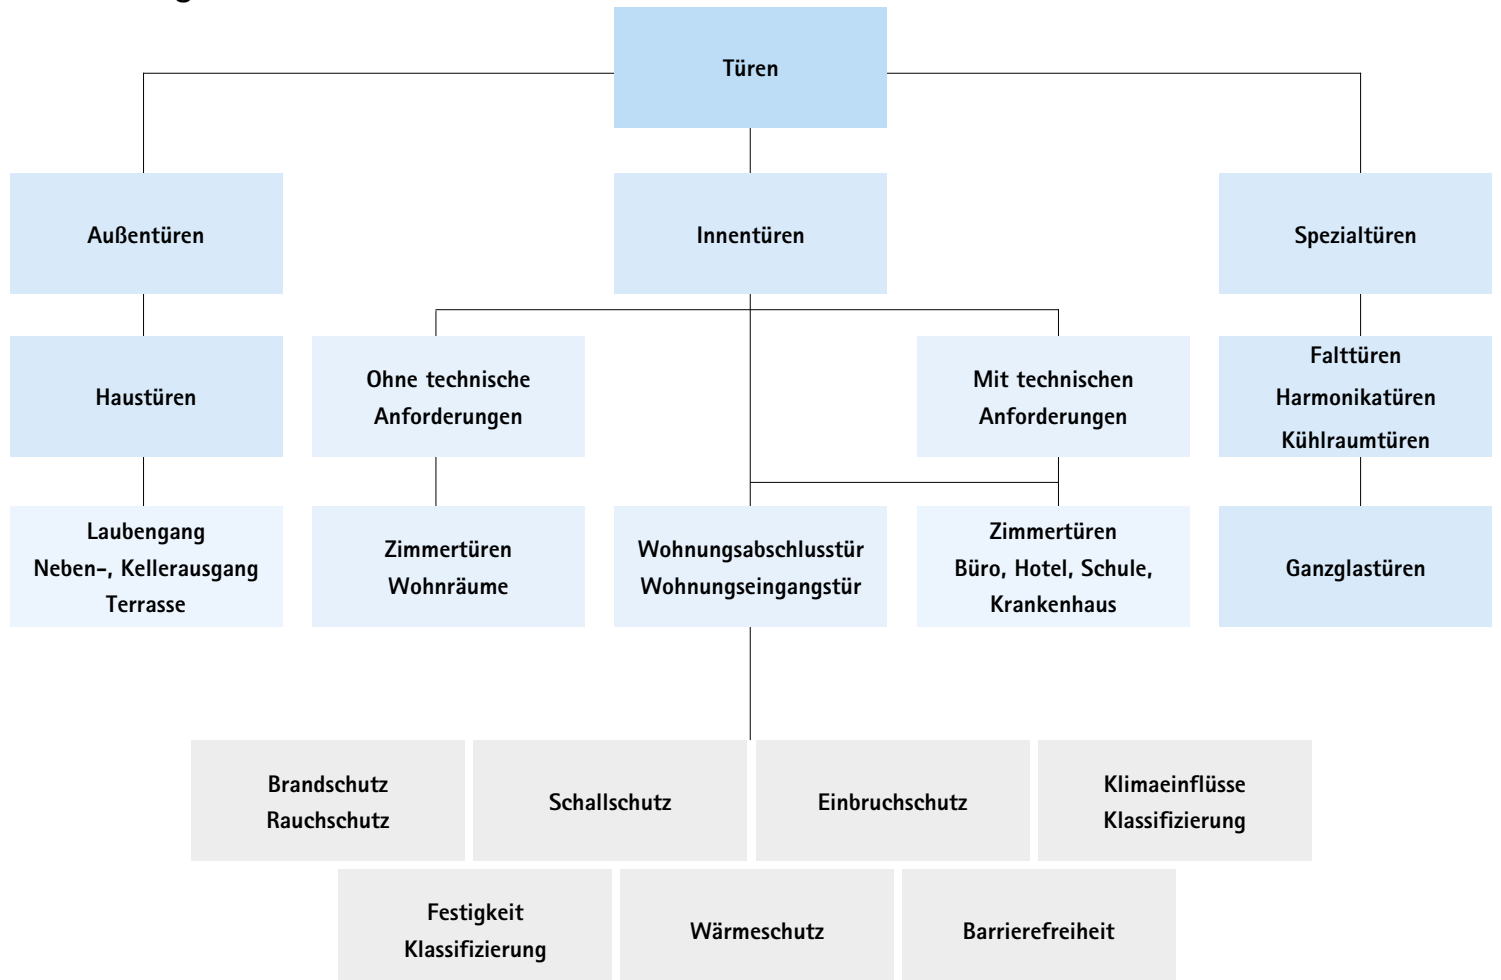 Türen
Außentüren
Innentüren
Spezialtüren
Haustüren
Ohne technische
Anforderungen
Mit technischen
Anforderungen
Falttüren
Harmonikatüren
Kühlraumtüren
Laubengang
Neben-, Kellerausgang
Terrasse
Zimmertüren
Wohnräume
Wohnungsabschlusstür
Wohnungseingangstür
Zimmertüren
Büro, Hotel, Schule,
Krankenhaus
Ganzglastüren
Brandschutz
Rauchschutz
Schallschutz
Einbruchschutz
Klimaeinflüsse
Klassifizierung
Festigkeit
Klassifizierung
Wärmeschutz
Barrierefreiheit